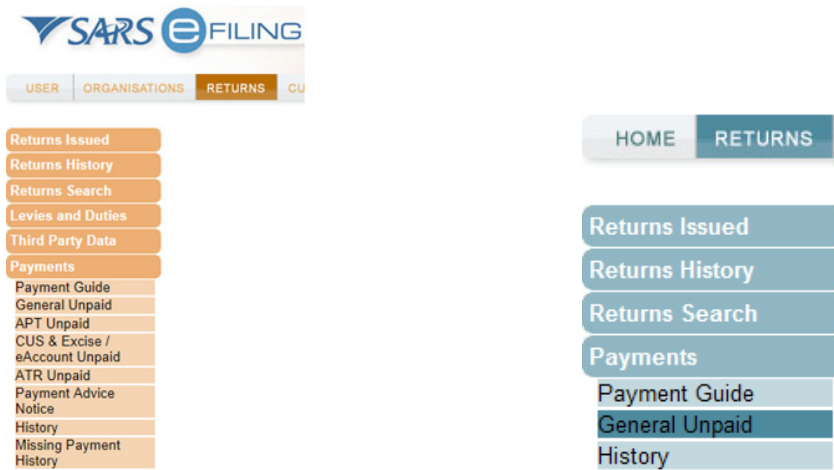 SARS eFILING
USER ORGANISATIONS RETURNS CU
Returns Issued
Returns History
Returns Search
Levies and Duties
Third Party Data
Payments
Payment Guide
General Unpaid
APT Unpaid
CUS & Excise /
eAccount Unpaid
ATR Unpaid
Payment Advice
Notice
History
Missing Payment
History
HOME RETURNS
Returns Issued
Returns History
Returns Search
Payments
Payment Guide
General Unpaid
History